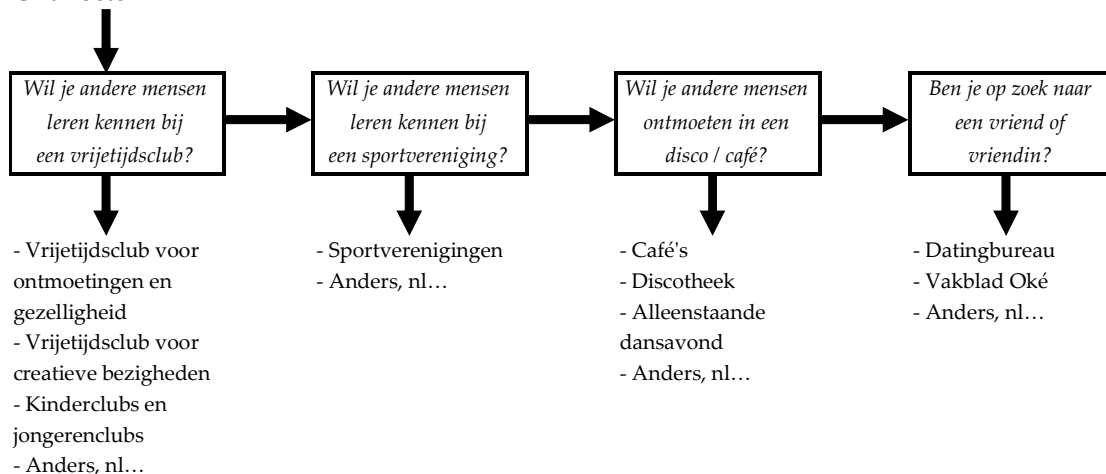 Wil je andere mensen
leren kennen bij
een vrijetijdsclub?
Wil je andere mensen
leren kennen bij
een sportvereniging?
Wil je andere mensen
ontmoeten in een
disco / café?
Ben je op zoek naar
een vriend of
vriendin?
- Vrijetijdsclub voor
ontmoetingen en
gezelligheid
- Vrijetijdsclub voor
creatieve bezigheden
- Kinderclubs en
jongerenclubs
- Anders, nl…
- Sportverenigingen
- Anders, nl…
- Café's
- Discotheek
- Alleenstaande
dansavond
- Anders, nl…
- Datingbureau
- Vakblad Oké
- Anders, nl…